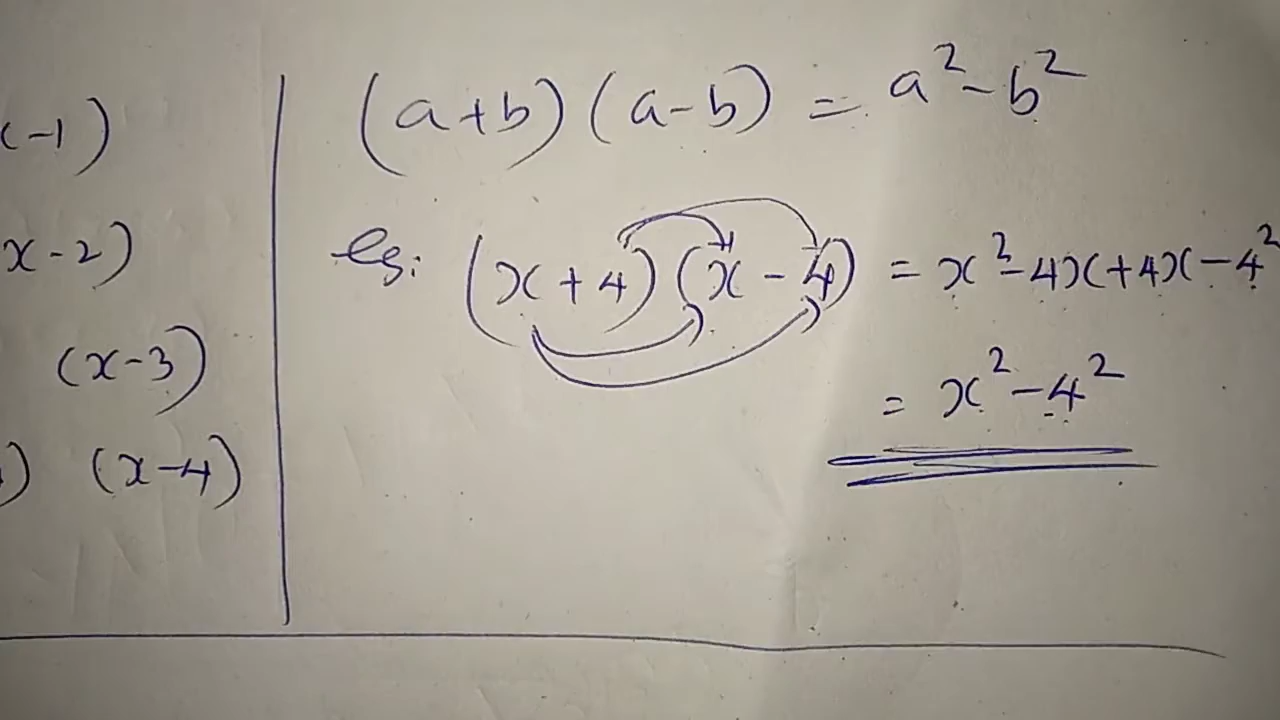 x-1)
x-2)
(x-3)
) (x-4)
(a+b)(a-b) = a²-b²
eg: (x+4)(x-4) = x²-4x+4x-4²
= x²-4²